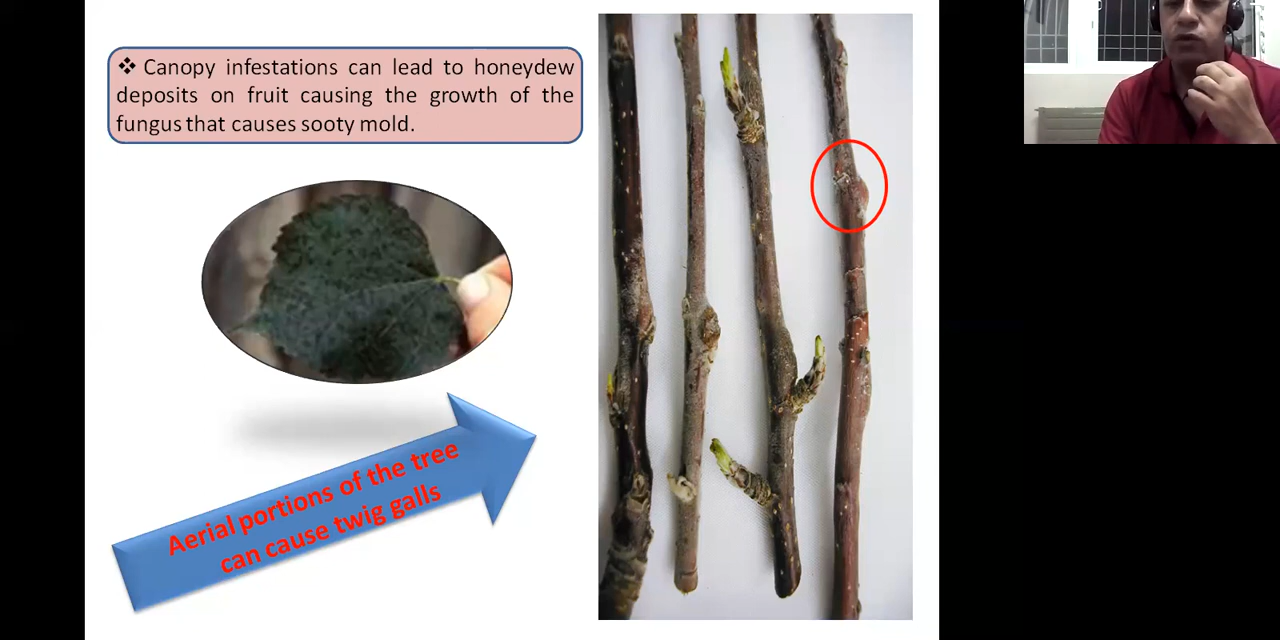 ❖ Canopy infestations can lead to honeydew
deposits on fruit causing the growth of the
fungus that causes sooty mold.
Aerial portions of the tree
can cause twig galls